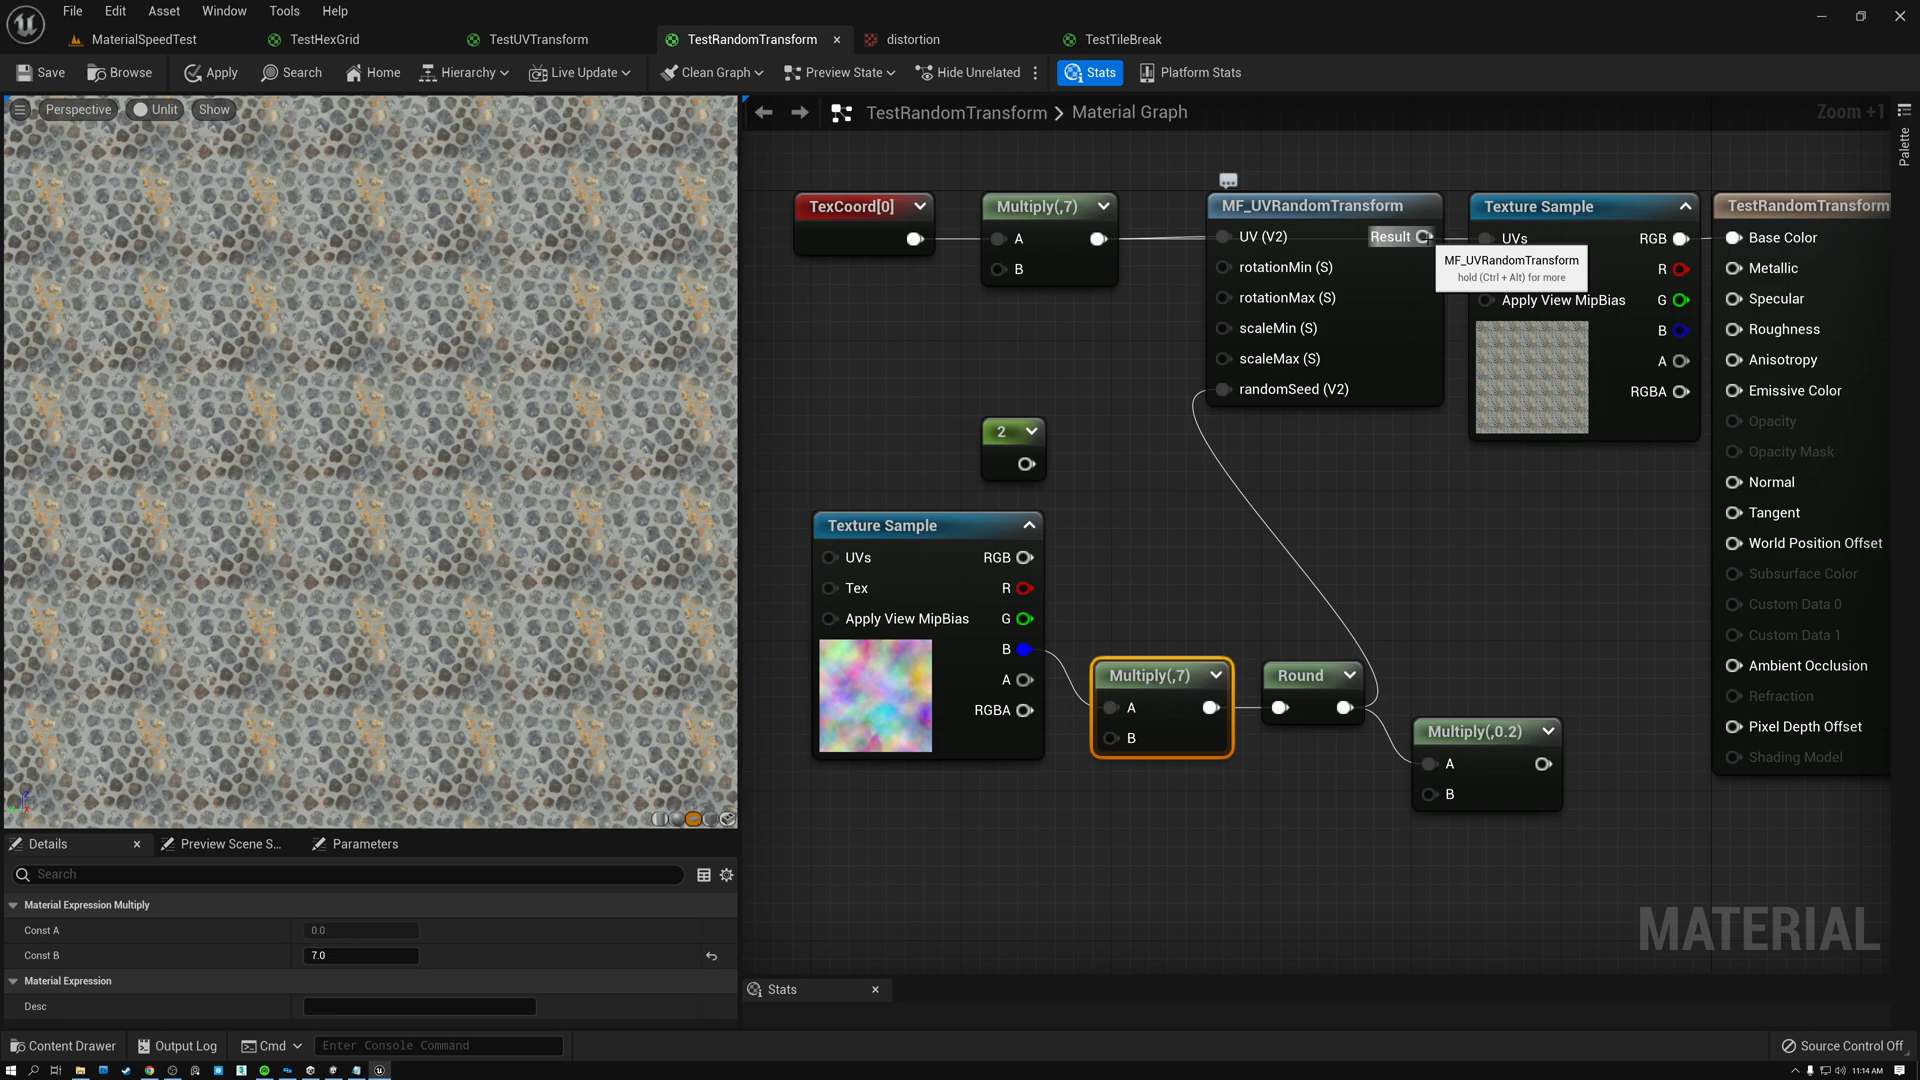 File Edit Asset Window Tools Help
MaterialSpeedTest TestHexGrid TestUVTransform TestRandomTransform distortion TestTileBreak
Save Browse Apply Search Home Hierarchy Live Update Clean Graph Preview State Hide Unrelated Stats Platform Stats
Perspective Unlit Show
TestRandomTransform Material Graph
Zoom +1
Palette
TexCoord[0]
Multiply(,7)
A
B
MF_UVRandomTransform
UV (V2) Result
rotationMin (S)
rotationMax (S)
scaleMin (S)
scaleMax (S)
randomSeed (V2)
MF_UVRandomTransform
hold (Ctrl + Alt) for more
Texture Sample
UVs RGB
R
Apply View MipBias G
B
A
RGBA
TestRandomTransform
Base Color
Metallic
Specular
Roughness
Anisotropy
Emissive Color
Opacity
Opacity Mask
Normal
Tangent
World Position Offset
Subsurface Color
Custom Data 0
Custom Data 1
Ambient Occlusion
Refraction
Pixel Depth Offset
Shading Model
2
Texture Sample
UVs RGB
Tex R
Apply View MipBias G
B
A
RGBA
Multiply(,7)
A
B
Round
Multiply(,0.2)
A
B
MATERIAL
Details Preview Scene S... Parameters
Search
Material Expression Multiply
Const A 0.0
Const B 7.0
Material Expression
Desc
Stats
Content Drawer Output Log Cmd Enter Console Command Source Control Off
11:14 AM